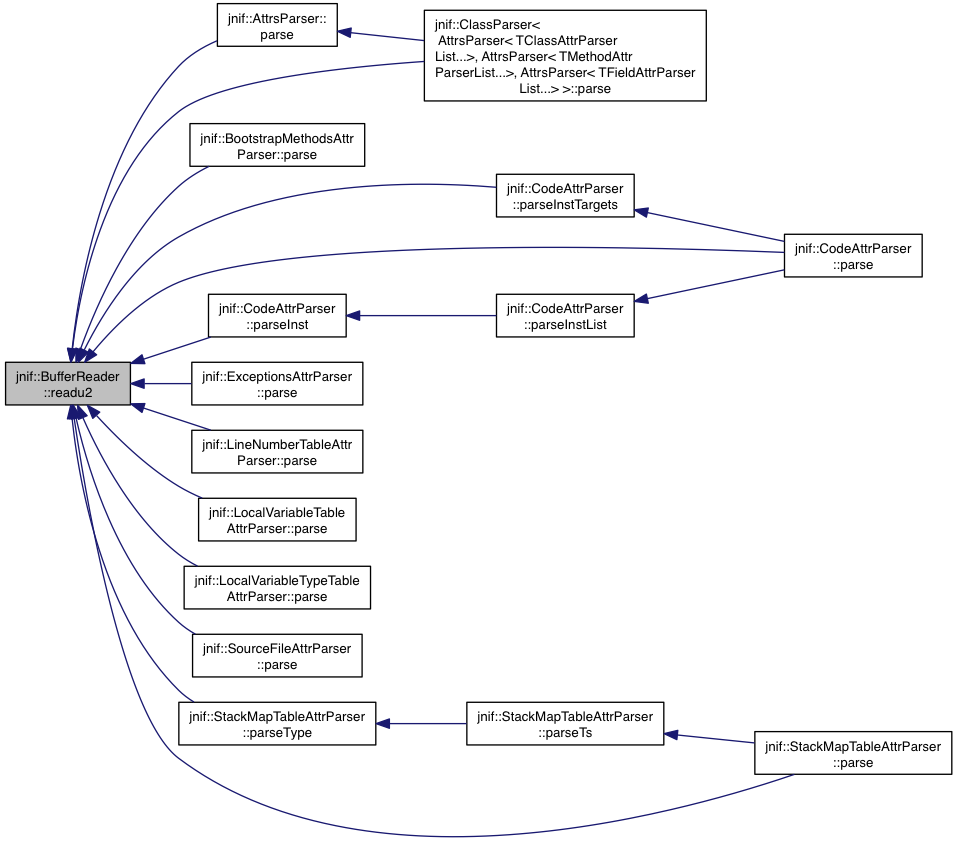 jnif::AttrsParser::
parse
jnif::ClassParser<
AttrsParser< TClassAttrParser
List...>, AttrsParser< TMethodAttr
ParserList...>, AttrsParser< TFieldAttrParser
List...> >::parse
jnif::BootstrapMethodsAttr
Parser::parse
jnif::CodeAttrParser
::parseInstTargets
jnif::CodeAttrParser
::parse
jnif::CodeAttrParser
::parseInst
jnif::CodeAttrParser
::parseInstList
jnif::BufferReader
::readu2
jnif::ExceptionsAttrParser
::parse
jnif::LineNumberTableAttr
Parser::parse
jnif::LocalVariableTable
AttrParser::parse
jnif::LocalVariableTypeTable
AttrParser::parse
jnif::SourceFileAttrParser
::parse
jnif::StackMapTableAttrParser
::parseType
jnif::StackMapTableAttrParser
::parseTs
jnif::StackMapTableAttrParser
::parse